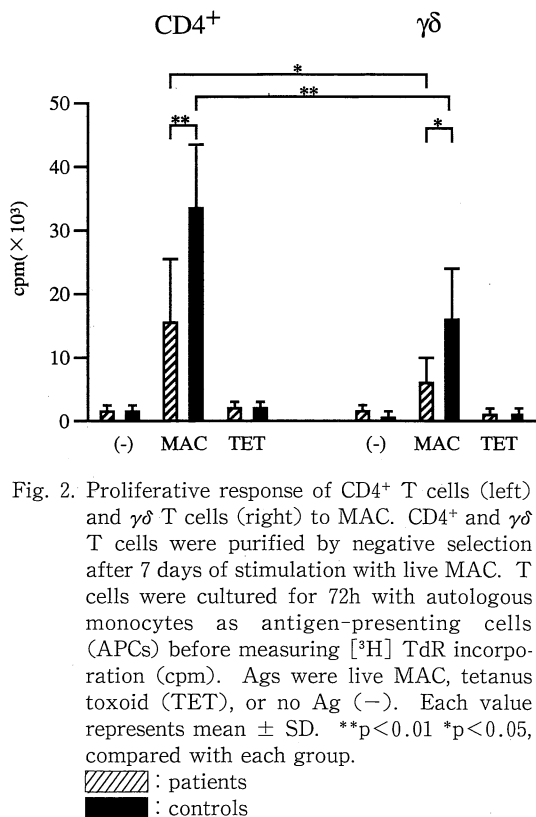 CD4⁺ γδ
*
**
** *
50
40
30
20
10
0
cpm(×10³)
(-) MAC TET (-) MAC TET
Fig. 2. Proliferative response of CD4⁺ T cells (left)
and γδ T cells (right) to MAC. CD4⁺ and γδ
T cells were purified by negative selection
after 7 days of stimulation with live MAC. T
cells were cultured for 72h with autologous
monocytes as antigen-presenting cells
(APCs) before measuring [³H] TdR incorpo-
ration (cpm). Ags were live MAC, tetanus
toxoid (TET), or no Ag (−). Each value
represents mean ± SD. **p<0.01 *p<0.05,
compared with each group.
: patients
: controls